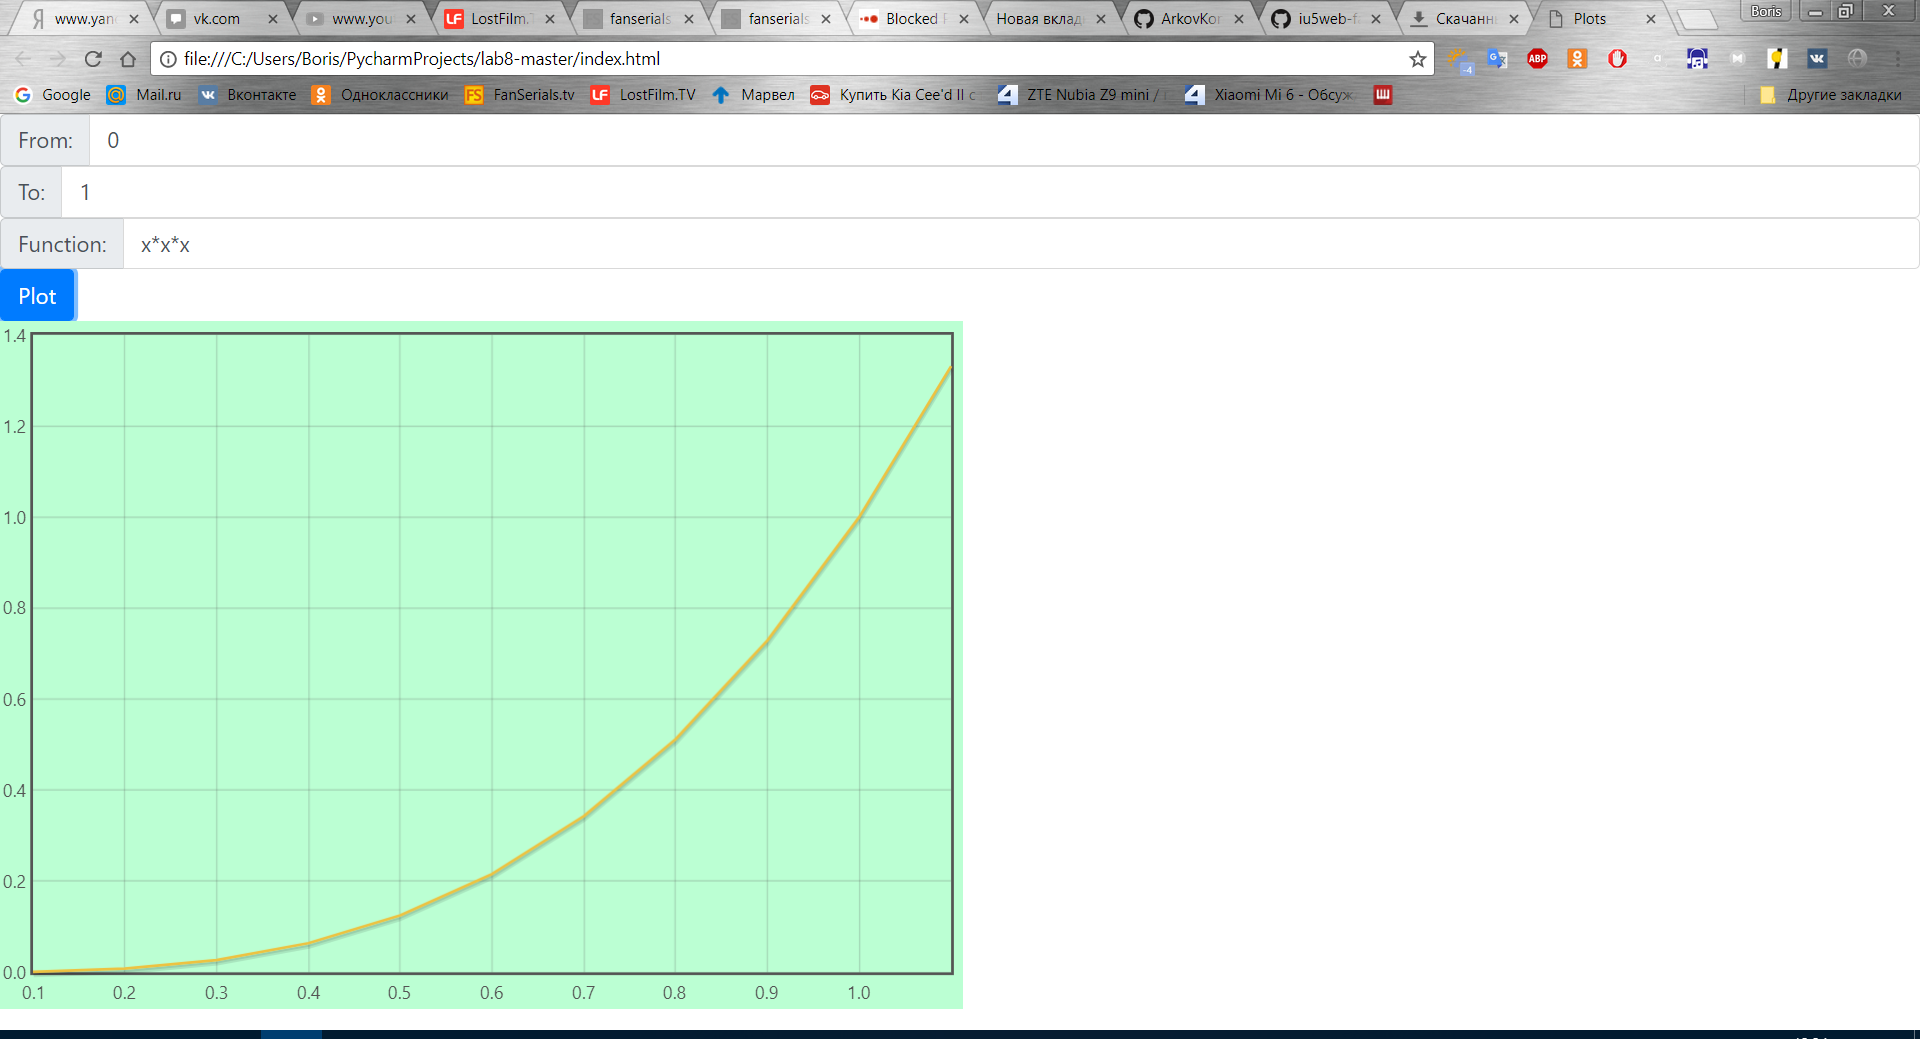 www.yan vk.com www.you LostFilm.T fanserials fanserials Blocked Новая вклад ArkovKor iu5web-f Скачанн Plots Boris
file:///C:/Users/Boris/PycharmProjects/lab8-master/index.html
Google Mail.ru Вконтакте Одноклассники FanSerials.tv LostFilm.TV Марвел Купить Kia Cee'd II с ZTE Nubia Z9 mini / Xiaomi Mi 6 - Обсуж Другие закладки
From: 0
To: 1
Function: x*x*x
Plot
1.4
1.2
1.0
0.8
0.6
0.4
0.2
0.0
0.1 0.2 0.3 0.4 0.5 0.6 0.7 0.8 0.9 1.0